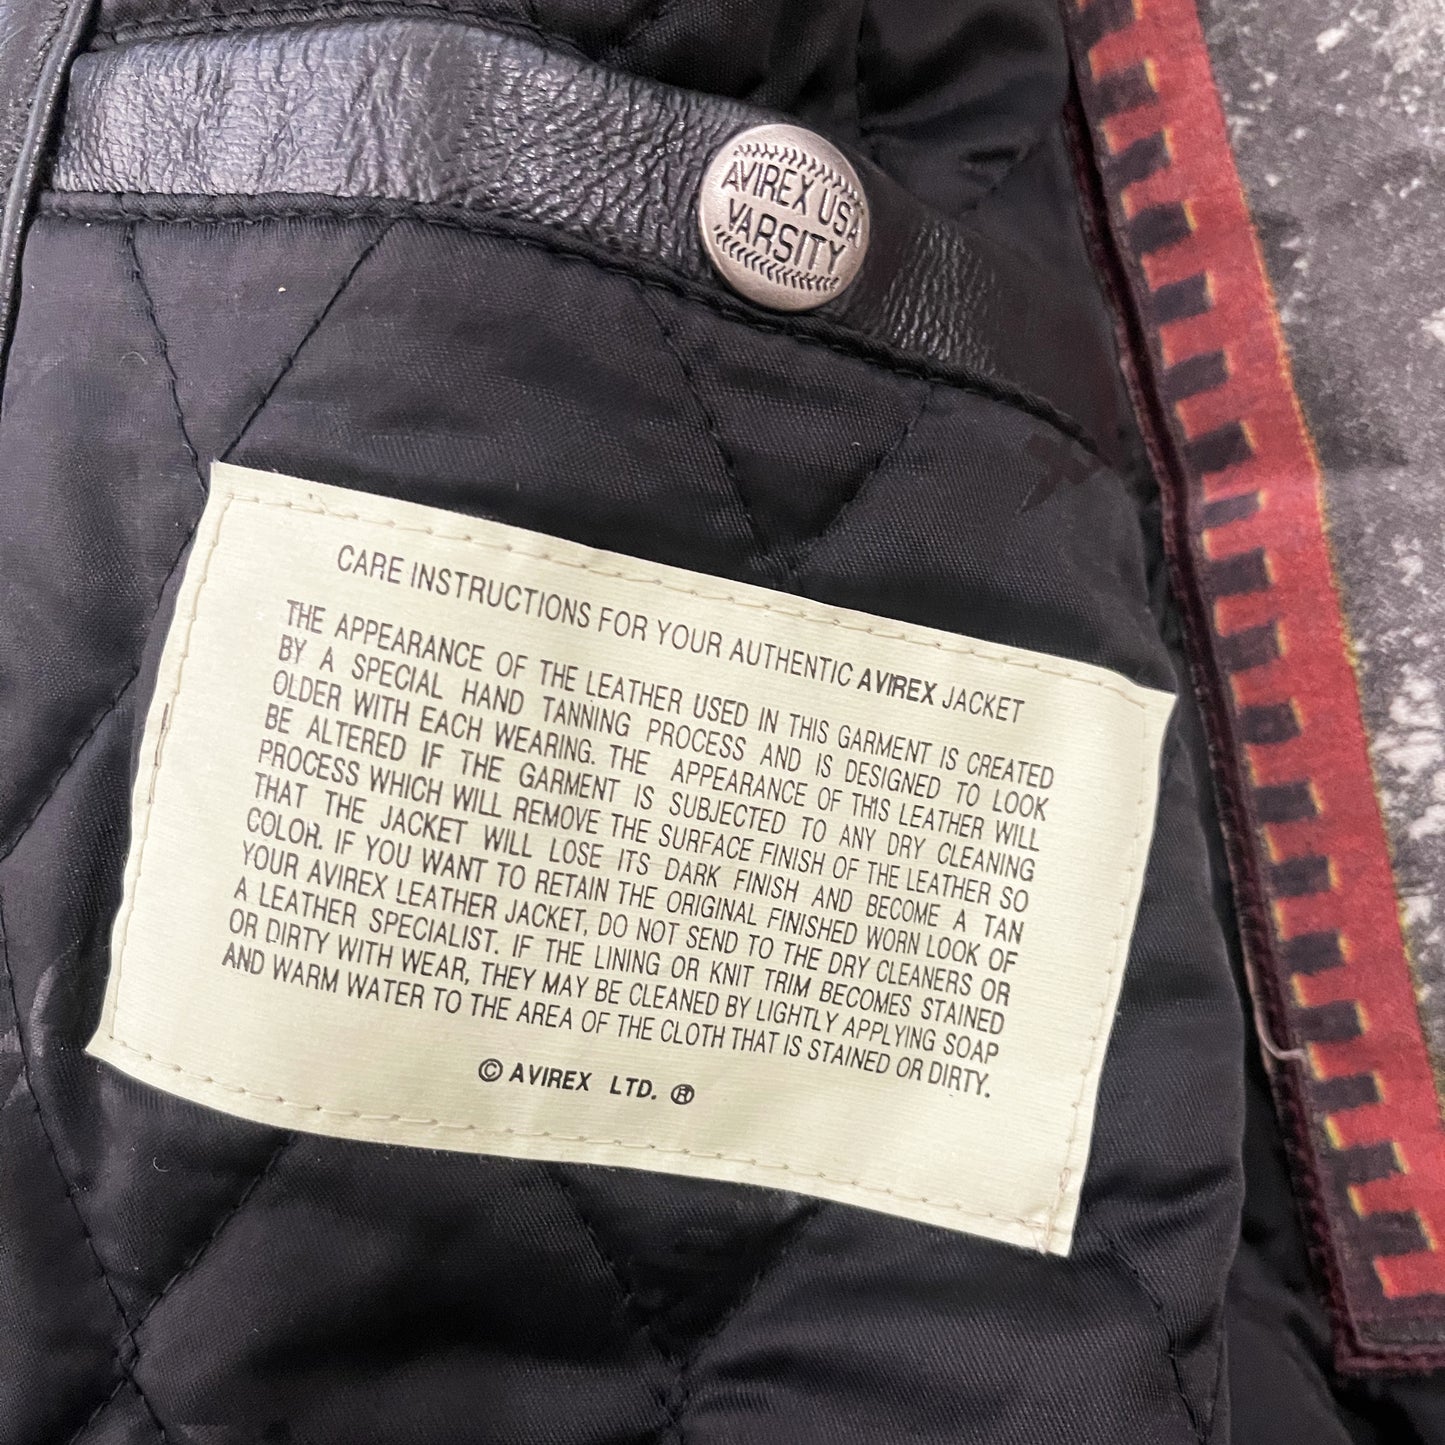 AVIREX USA
VARSITY
CARE INSTRUCTIONS FOR YOUR AUTHENTIC AVIREX JACKET
THE APPEARANCE OF THE LEATHER USED IN THIS GARMENT IS CREATED
BY A SPECIAL HAND TANNING PROCESS AND IS DESIGNED TO LOOK
OLDER WITH EACH WEARING. THE APPEARANCE OF THIS LEATHER WILL
BE ALTERED IF THE GARMENT IS SUBJECTED TO ANY DRY CLEANING
PROCESS WHICH WILL REMOVE THE SURFACE FINISH OF THE LEATHER SO
THAT THE JACKET WILL LOSE ITS DARK FINISH AND BECOME A TAN
COLOR. IF YOU WANT TO RETAIN THE ORIGINAL FINISHED WORN LOOK OF
YOUR AVIREX LEATHER JACKET, DO NOT SEND TO THE DRY CLEANERS OR
A LEATHER SPECIALIST. IF THE LINING OR KNIT TRIM BECOMES STAINED
OR DIRTY WITH WEAR, THEY MAY BE CLEANED BY LIGHTLY APPLYING SOAP
AND WARM WATER TO THE AREA OF THE CLOTH THAT IS STAINED OR DIRTY.
© AVIREX LTD. ®